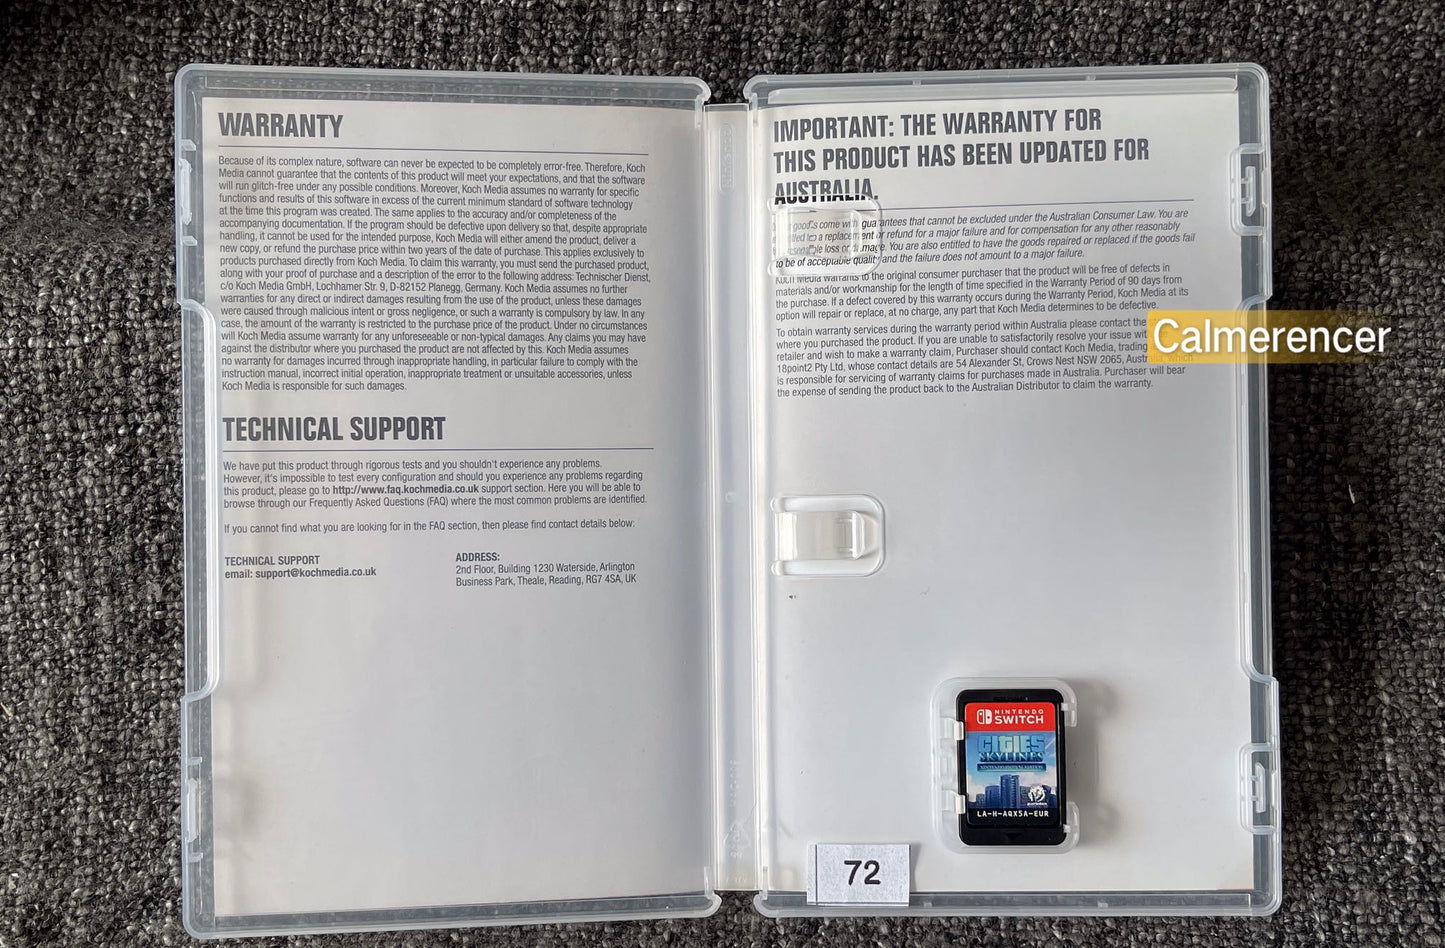 WARRANTY
Because of its complex nature, software can never be expected to be completely error-free. Therefore, Koch
Media cannot guarantee that the contents of this product will meet your expectations, and that the software
will run glitch-free under any possible conditions. Moreover, Koch Media assumes no warranty for specific
functions and results of this software in excess of the current minimum standard of software technology
at the time this program was created. The same applies to the accuracy and/or completeness of the
accompanying documentation. If the program should be defective upon delivery so that, despite appropriate
handling, it cannot be used for the intended purpose, Koch Media will either amend the product, deliver a
new copy, or refund the purchase price within two years of the date of purchase. This applies exclusively to
products purchased directly from Koch Media. To claim this warranty, you must send the purchased product,
along with your proof of purchase and a description of the error to the following address: Technischer Dienst,
c/o Koch Media GmbH, Lochhamer Str. 9, D-82152 Planegg, Germany. Koch Media assumes no further
warranties for any direct or indirect damages resulting from the use of the product, unless these damages
were caused through malicious intent or gross negligence, or such a warranty is compulsory by law. In any
case, the amount of the warranty is restricted to the purchase price of the product. Under no circumstances
will Koch Media assume warranty for any unforeseeable or non-typical damages. Any claims you may have
against the distributor where you purchased the product are not affected by this. Koch Media assumes
no warranty for damages incurred through inappropriate handling, in particular failure to comply with the
instruction manual, incorrect initial operation, inappropriate treatment or unsuitable accessories, unless
Koch Media is responsible for such damages.
TECHNICAL SUPPORT
We have put this product through rigorous tests and you shouldn't experience any problems.
However, it's impossible to test every configuration and should you experience any problems regarding
this product, please go to http://www.faq.kochmedia.co.uk support section. Here you will be able to
browse through our Frequently Asked Questions (FAQ) where the most common problems are identified.
If you cannot find what you are looking for in the FAQ section, then please find contact details below:
TECHNICAL SUPPORT
email: support@kochmedia.co.uk
ADDRESS:
2nd Floor, Building 1230 Waterside, Arlington
Business Park, Theale, Reading, RG7 4SA, UK
IMPORTANT: THE WARRANTY FOR
THIS PRODUCT HAS BEEN UPDATED FOR
AUSTRALIA.
goods come with guarantees that cannot be excluded under the Australian Consumer Law. You are
to a replacement or refund for a major failure and for compensation for any other reasonably
loss or damage. You are also entitled to have the goods repaired or replaced if the goods fail
to be of acceptable quality and the failure does not amount to a major failure.
Koch Media warrants to the original consumer purchaser that the product will be free of defects in
materials and/or workmanship for the length of time specified in the Warranty Period of 90 days from
the purchase. If a defect covered by this warranty occurs during the Warranty Period, Koch Media at its
option will repair or replace, at no charge, any part that Koch Media determines to be defective.
To obtain warranty services during the warranty period within Australia please contact the
where you purchased the product. If you are unable to satisfactorily resolve your issue
retailer and wish to make a warranty claim, Purchaser should contact Koch Media, trading
18point2 Pty Ltd, whose contact details are 54 Alexander St, Crows Nest NSW 2065, Australia, which
is responsible for servicing of warranty claims for purchases made in Australia. Purchaser will bear
the expense of sending the product back to the Australian Distributor to claim the warranty.
Calmerencer
NINTENDO
SWITCH
CITIES
SKYLINES
NINTENDO SWITCH EDITION
LA-H-AQX5A-EUR
72